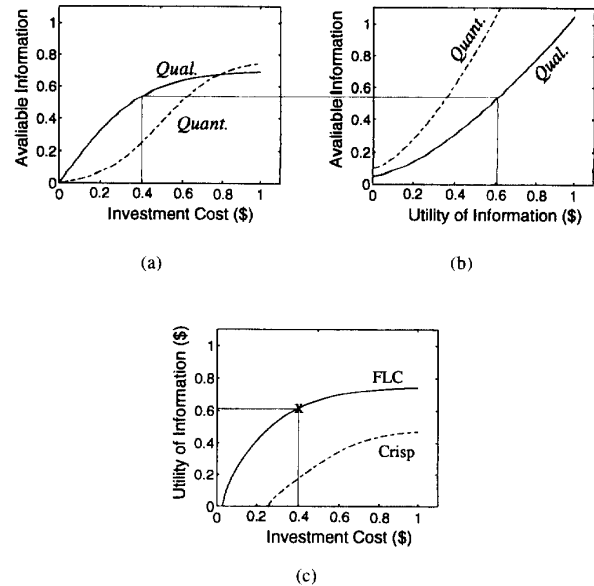 Avaliable Information
1
0.8
0.6
0.4
0.2
0
Qual.
Quant.
0 0.2 0.4 0.6 0.8 1
Investment Cost ($)
(a)
Avaliable Information
1
0.8
0.6
0.4
0.2
0
Quant.
Qual.
0 0.2 0.4 0.6 0.8 1
Utility of Information ($)
(b)
Utility of Information ($)
1
0.8
0.6
0.4
0.2
0
FLC
x
Crisp
0 0.2 0.4 0.6 0.8 1
Investment Cost ($)
(c)